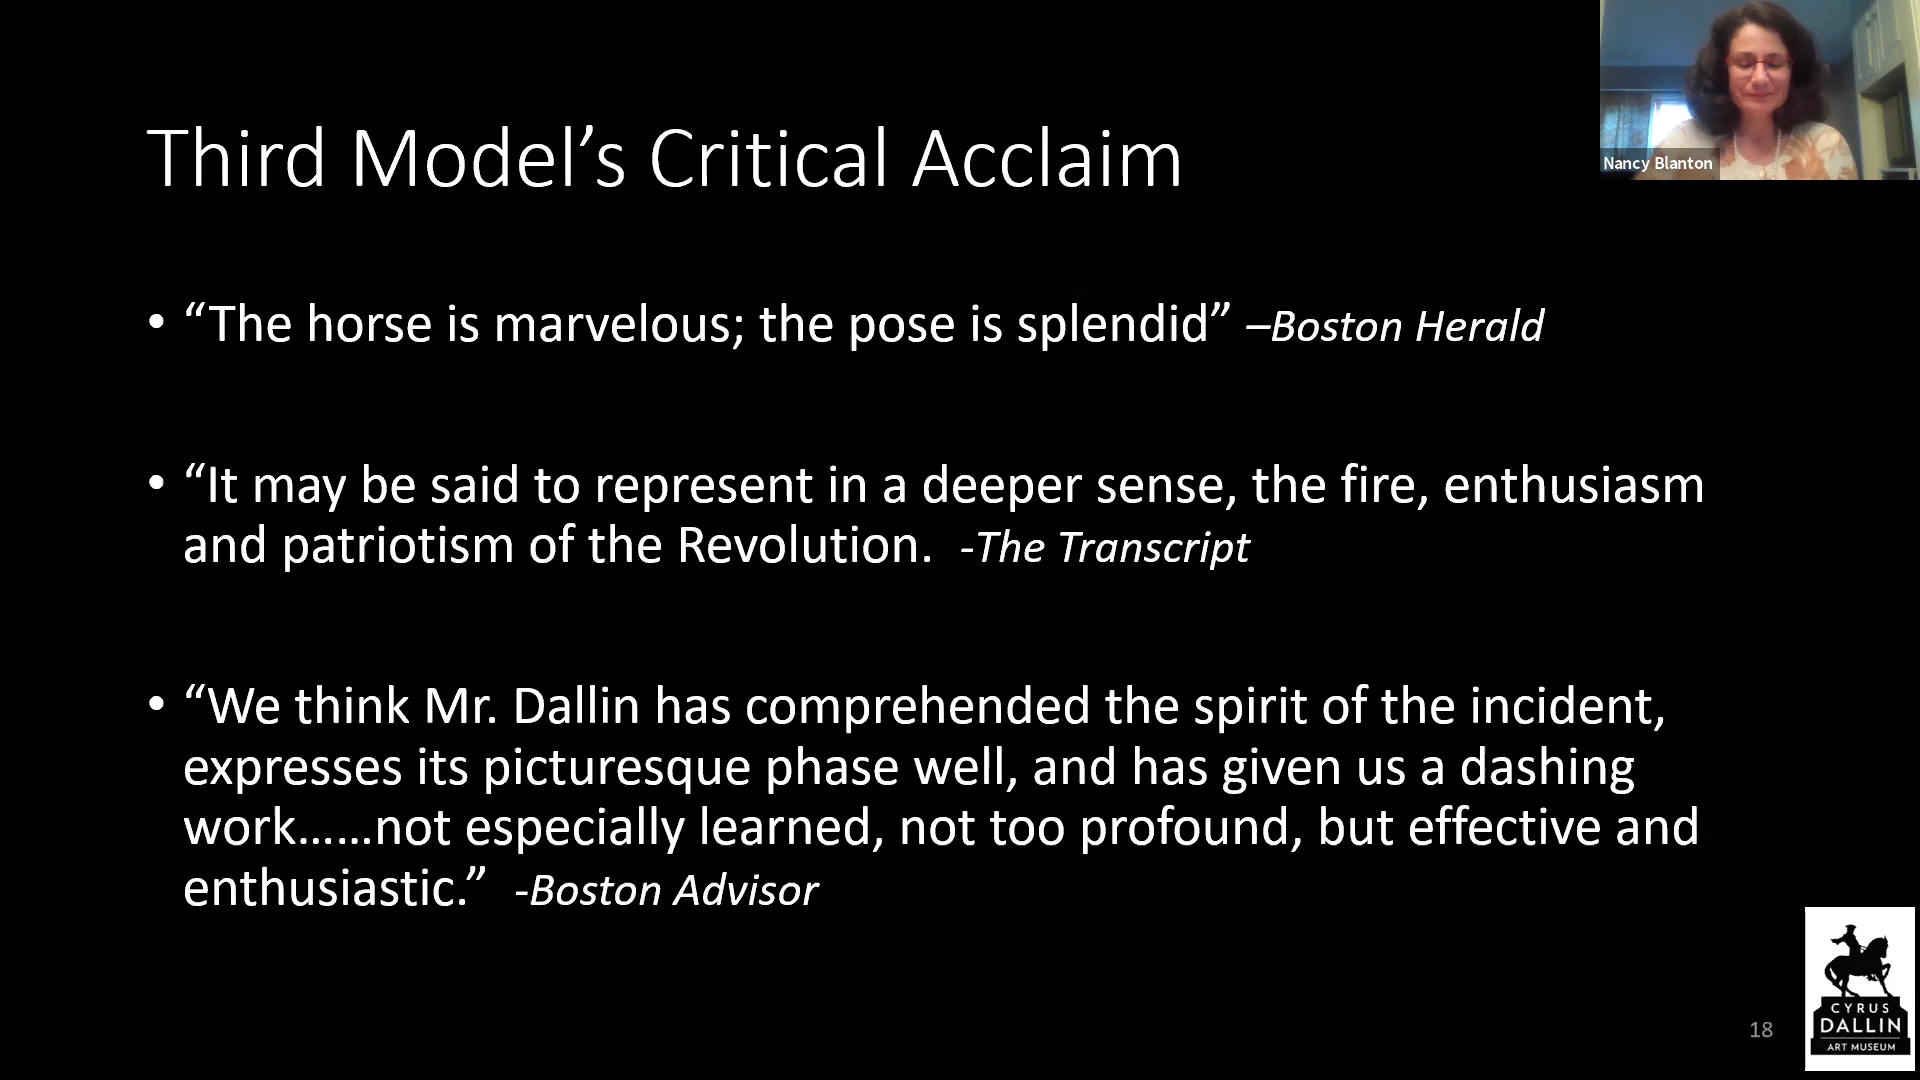 Third Model’s Critical Acclaim
Nancy Blanton
• “The horse is marvelous; the pose is splendid” –Boston Herald
• “It may be said to represent in a deeper sense, the fire, enthusiasm
and patriotism of the Revolution.  -The Transcript
• “We think Mr. Dallin has comprehended the spirit of the incident,
expresses its picturesque phase well, and has given us a dashing
work……not especially learned, not too profound, but effective and
enthusiastic.”  -Boston Advisor
18
CYRUS
DALLIN
ART MUSEUM